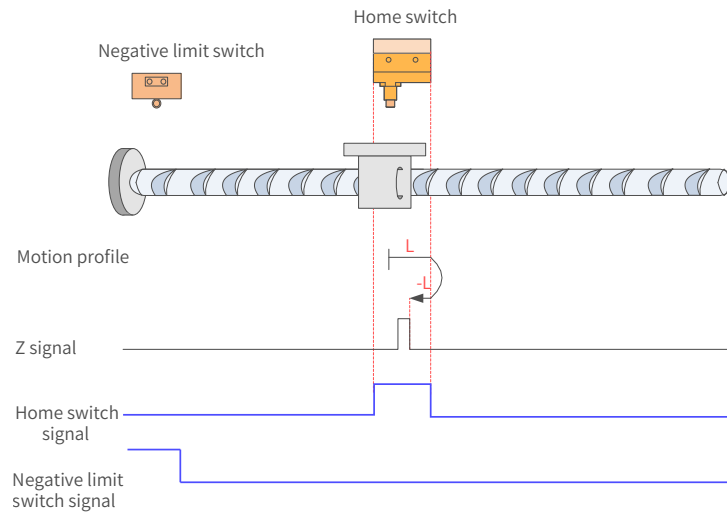 Home switch
Negative limit switch
Motion profile
L
-L
Z signal
Home switch
signal
Negative limit
switch signal